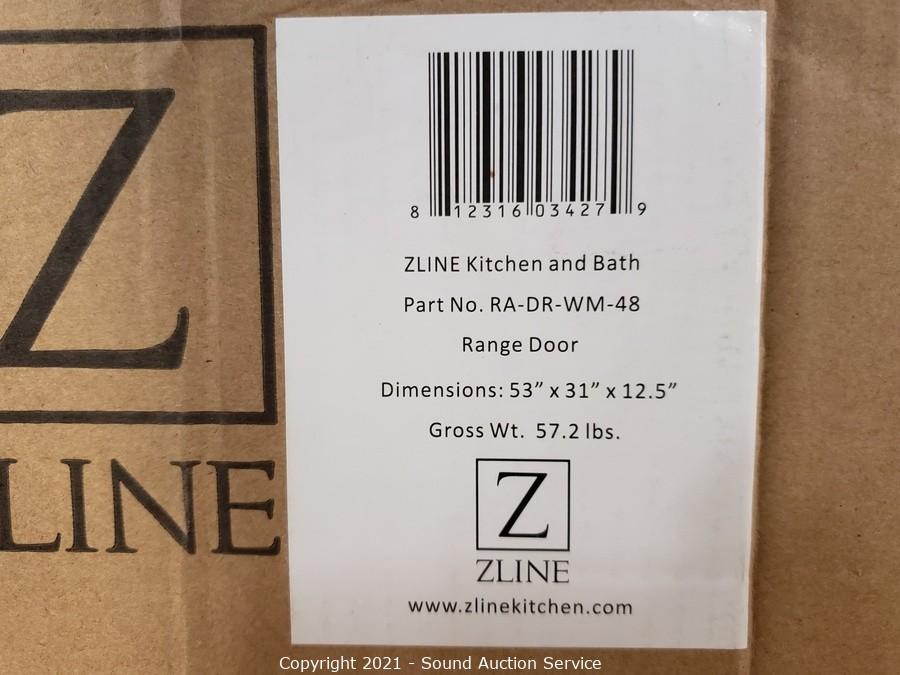 Z
ZLINE
8 12316 03427 9
ZLINE Kitchen and Bath
Part No. RA-DR-WM-48
Range Door
Dimensions: 53” x 31” x 12.5”
Gross Wt. 57.2 lbs.
Z
ZLINE
www.zlinekitchen.com
Copyright 2021 - Sound Auction Service